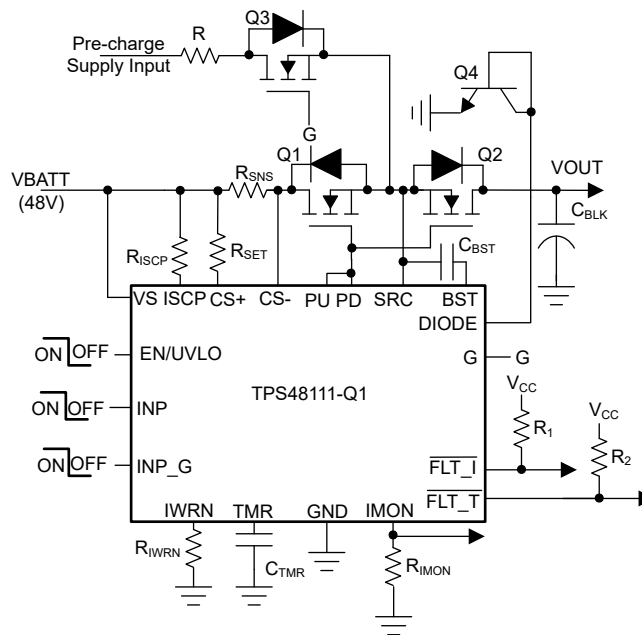 Q3
Pre-charge
Supply Input
R
Q4
G
Q1
Q2
VBATT
(48V)
RSNS
VOUT
CBLK
RISCP
RSET
CBST
VS ISCP CS+ CS- PU PD SRC BST
DIODE
ON OFF EN/UVLO
G G
TPS48111-Q1
VCC
ON OFF INP
R1
VCC
R2
ON OFF INP_G
FLT_I
FLT_T
IWRN TMR GND IMON
RIWRN
CTMR
RIMON